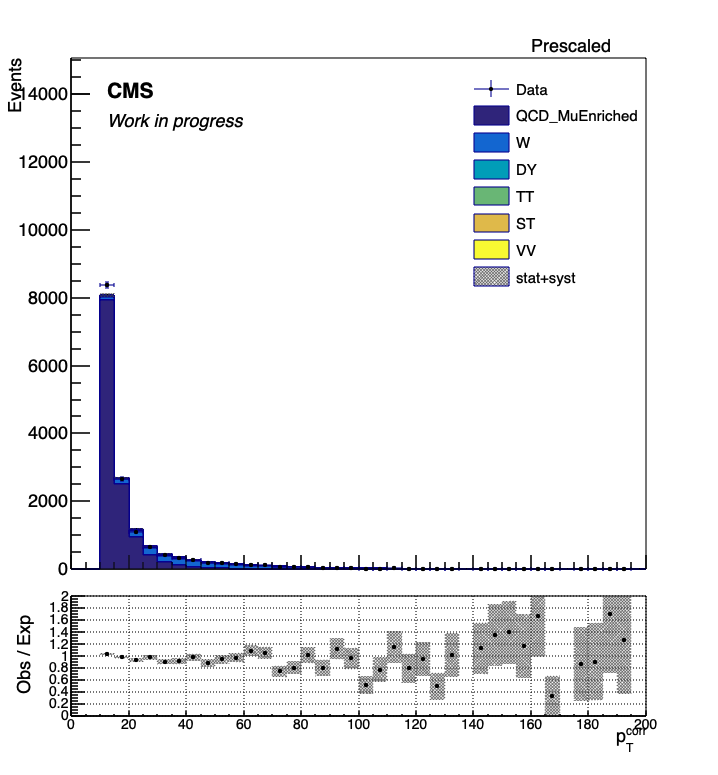 Prescaled
Events
CMS
Work in progress
Data
QCD_MuEnriched
W
DY
TT
ST
VV
stat+syst
14000
12000
10000
8000
6000
4000
2000
0
Obs / Exp
2
1.8
1.6
1.4
1.2
1
0.8
0.6
0.4
0.2
0
0 20 40 60 80 100 120 140 160 180 200
p_T^corr